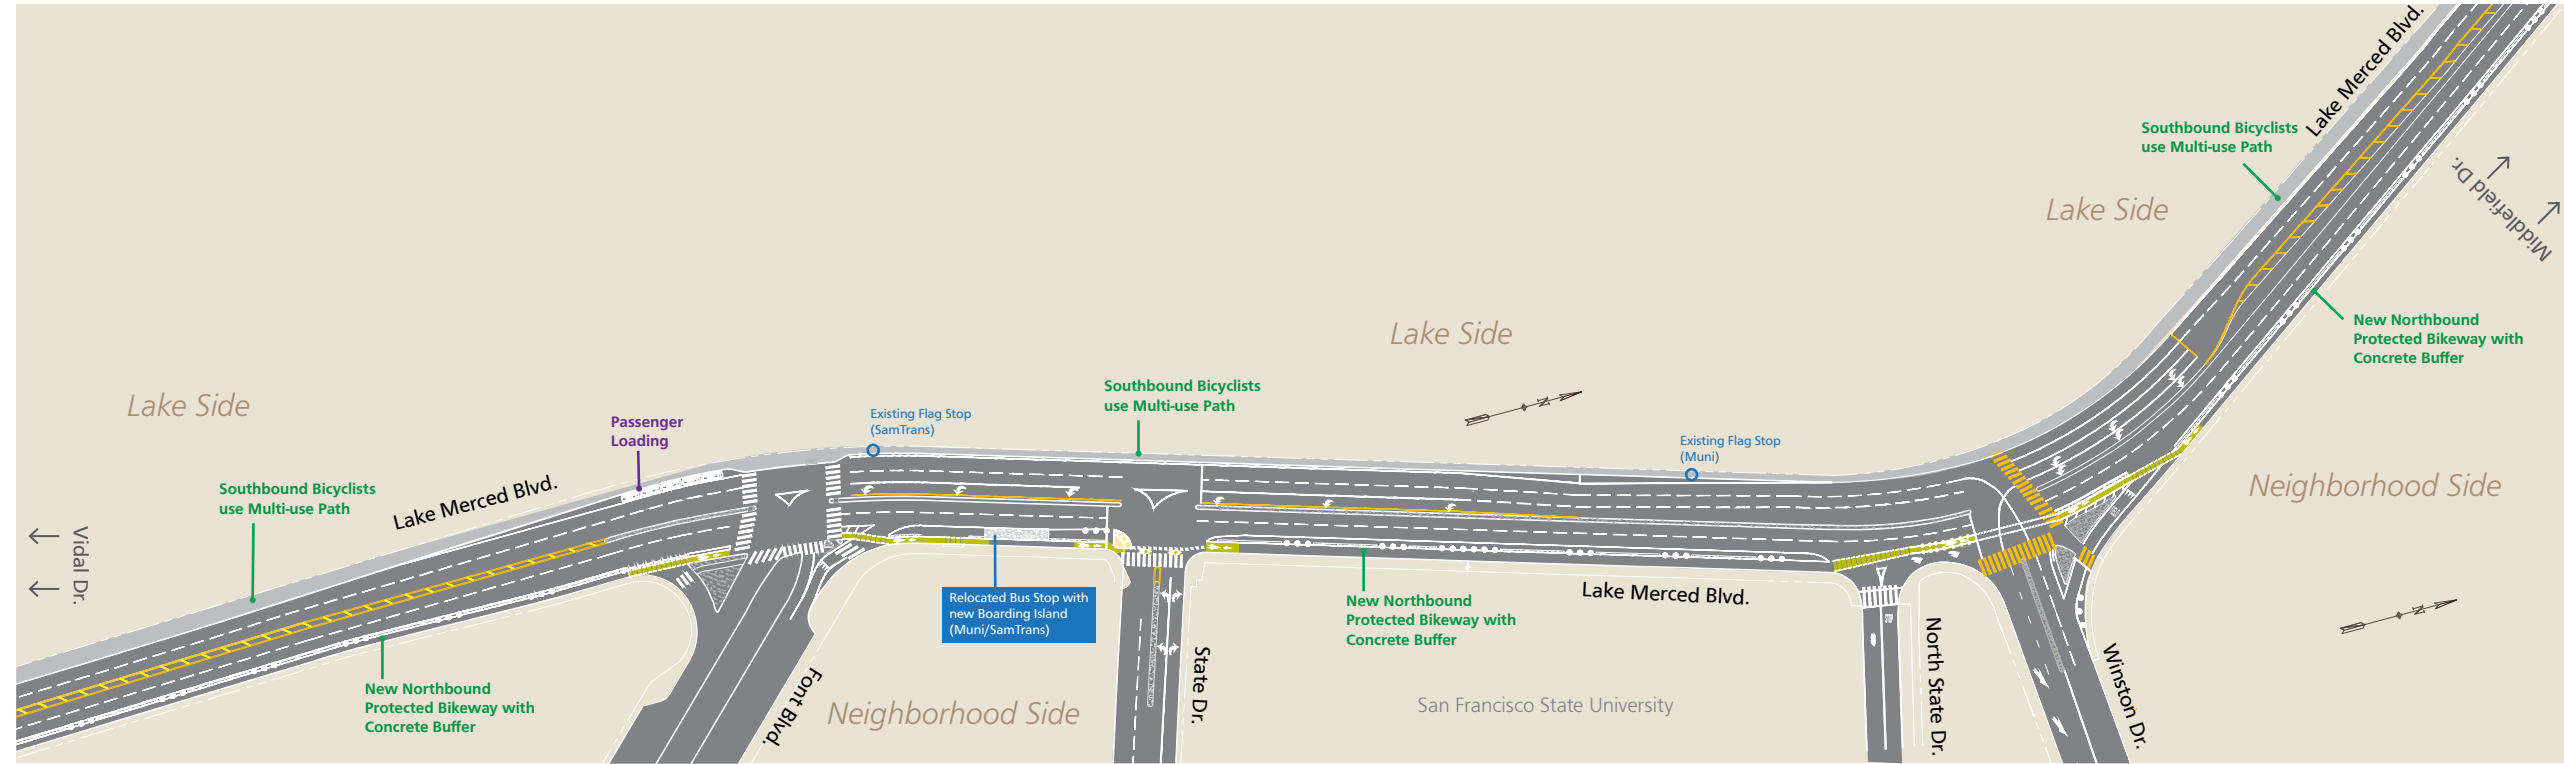 Lake Merced Blvd.
Southbound Bicyclists
use Multi-use Path
Middlefield Dr.
Lake Side
New Northbound
Protected Bikeway with
Concrete Buffer
Lake Side
Southbound Bicyclists
use Multi-use Path
Lake Side
Passenger
Loading
Existing Flag Stop
(SamTrans)
Existing Flag Stop
(Muni)
N
Southbound Bicyclists
use Multi-use Path
Lake Merced Blvd.
Neighborhood Side
Vidal Dr.
Relocated Bus Stop with
new Boarding Island
(Muni/SamTrans)
Lake Merced Blvd.
New Northbound
Protected Bikeway with
Concrete Buffer
N
New Northbound
Protected Bikeway with
Concrete Buffer
Font Blvd.
Neighborhood Side
State Dr.
San Francisco State University
North State Dr.
Winston Dr.